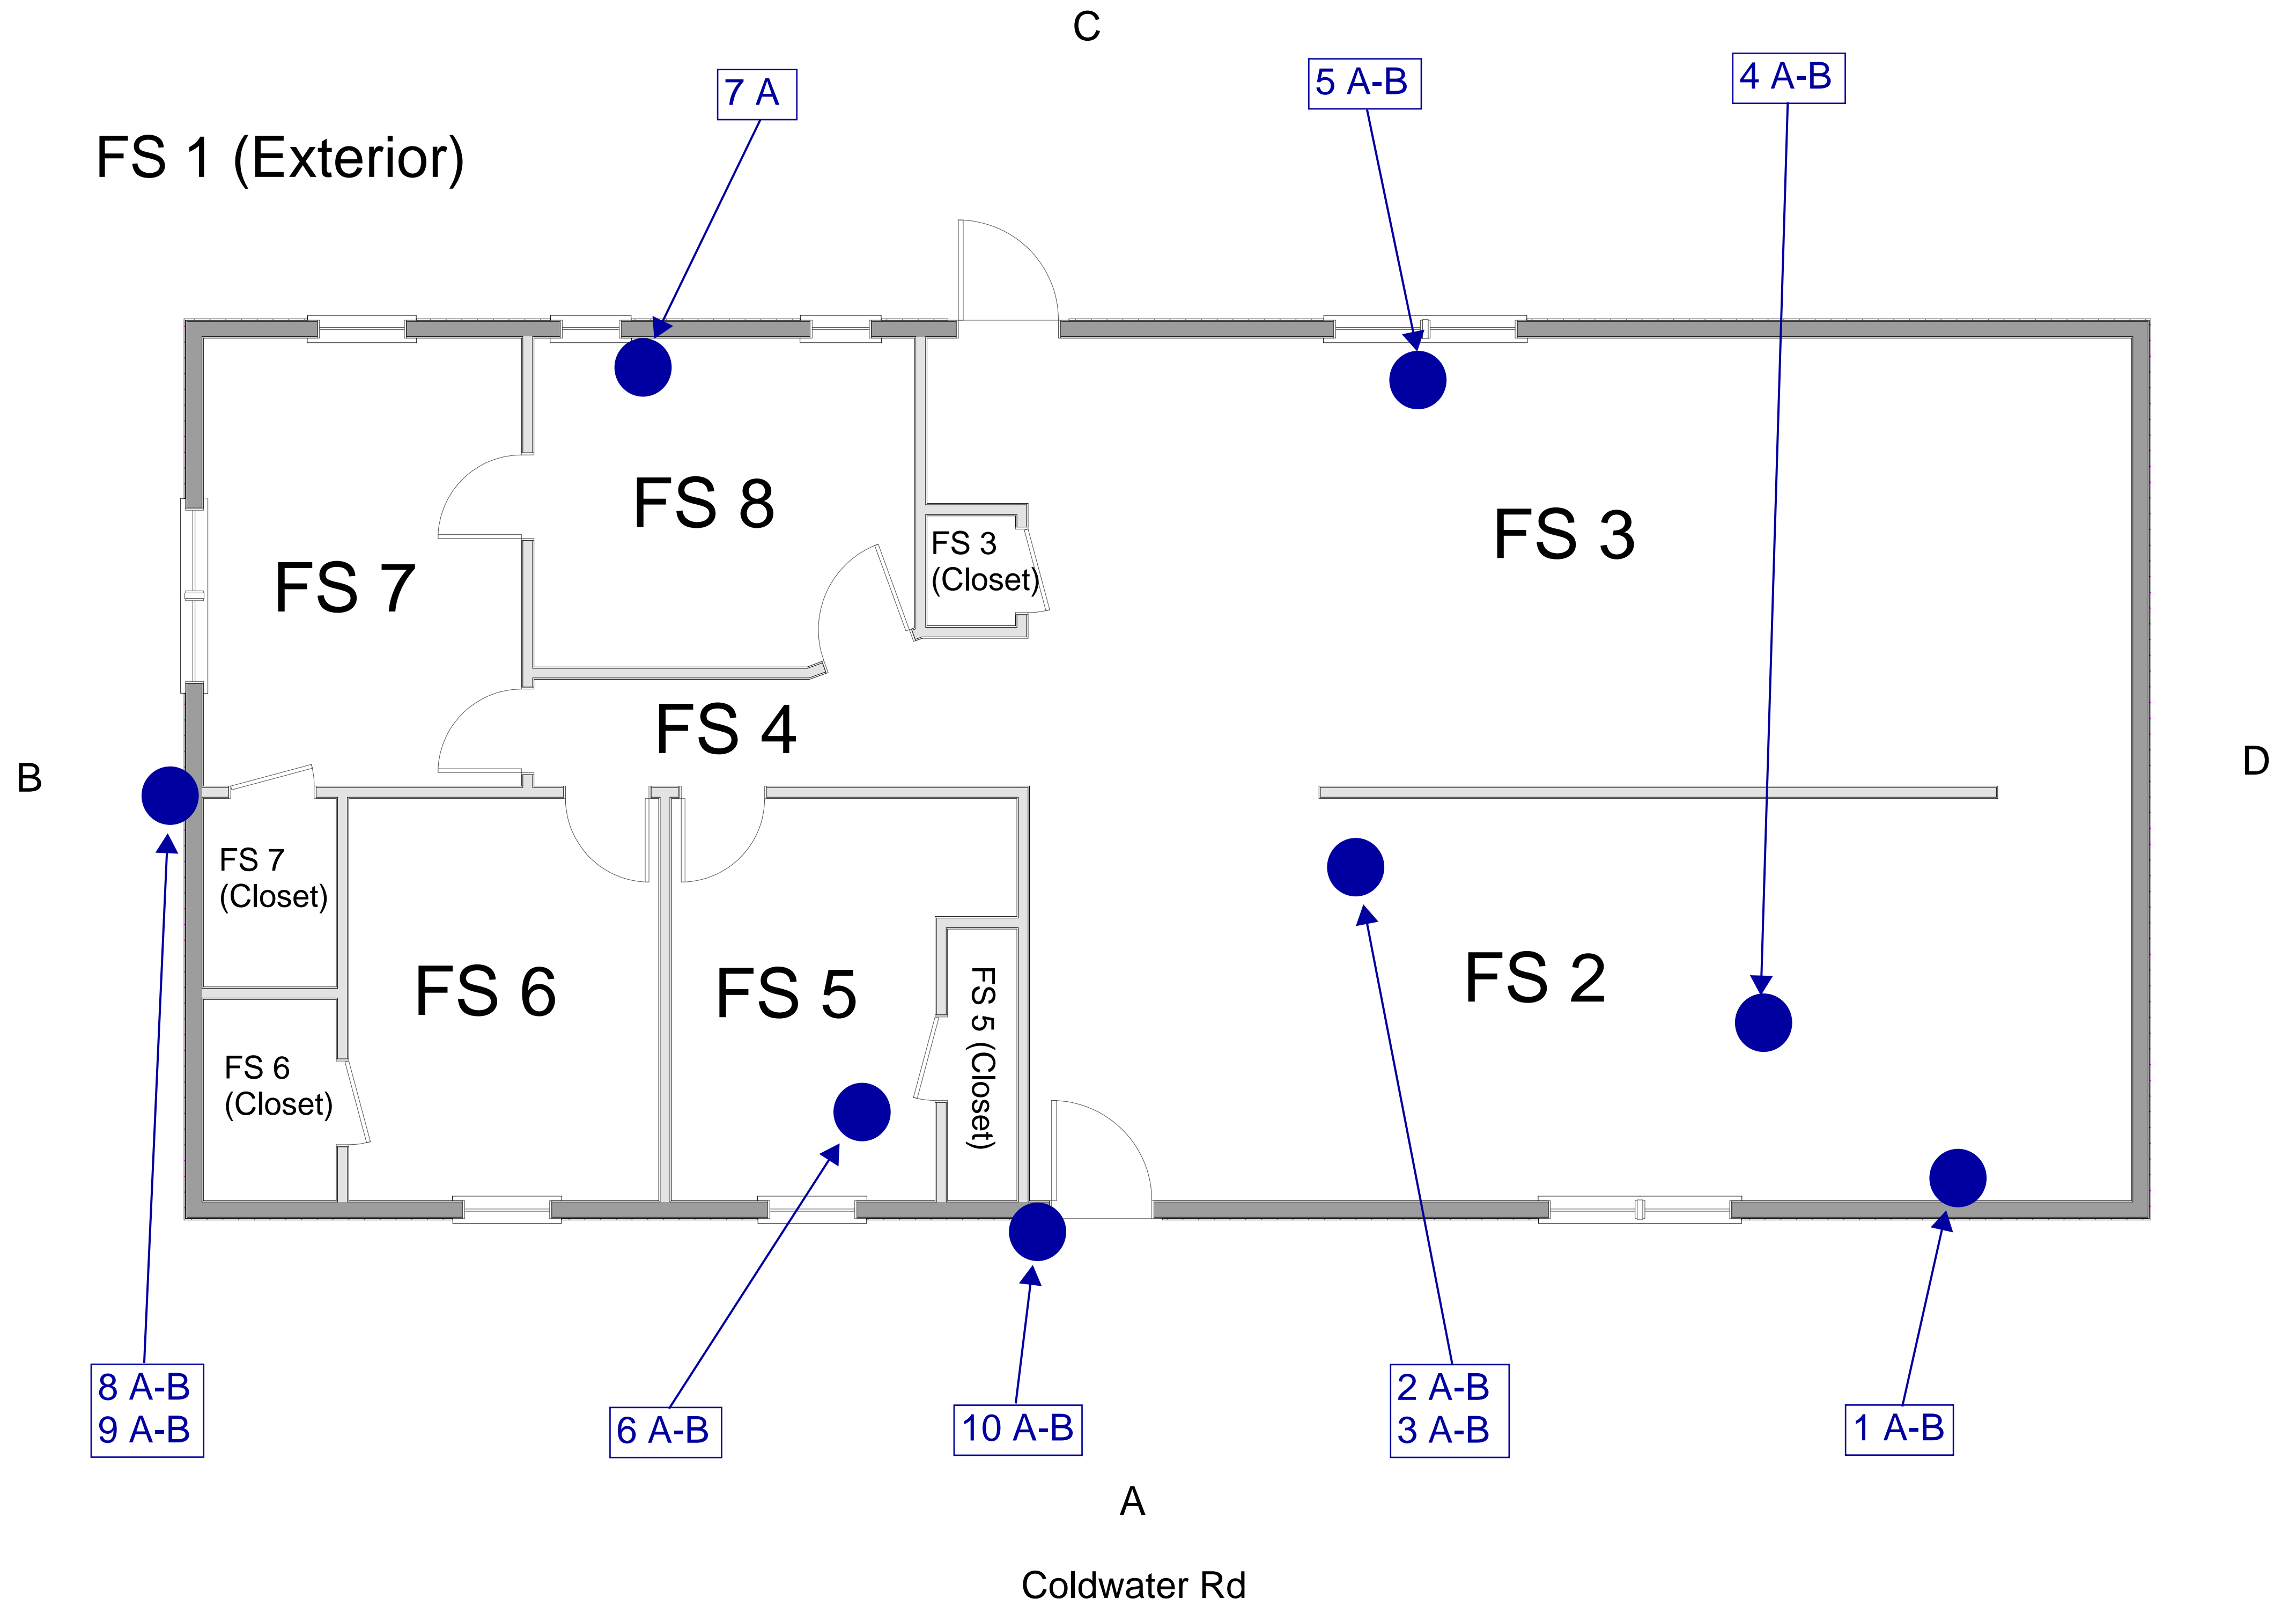 C
7 A
5 A-B
4 A-B
FS 1 (Exterior)
FS 8
FS 3
(Closet)
FS 3
FS 7
FS 4
B
D
FS 7
(Closet)
FS 6
FS 5
FS 5 (Closet)
FS 2
FS 6
(Closet)
8 A-B
9 A-B
6 A-B
10 A-B
2 A-B
3 A-B
1 A-B
A
Coldwater Rd